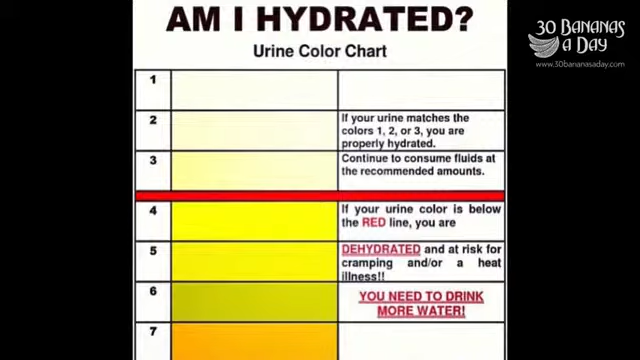 AM I HYDRATED?
Urine Color Chart
30 BANANAS
A DAY
www.30bananasaday.com
1
2
If your urine matches the
colors 1, 2, or 3, you are
properly hydrated.
3
Continue to consume fluids at
the recommended amounts.
4
If your urine color is below
the RED line, you are
5
DEHYDRATED and at risk for
cramping and/or a heat
illness!!
6
YOU NEED TO DRINK
MORE WATER!
7